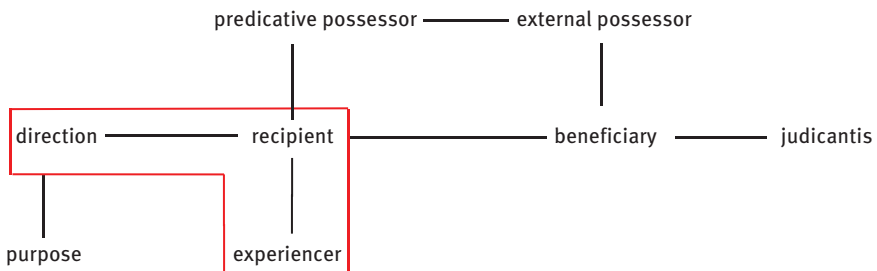 predicative possessor external possessor
direction recipient beneficiary judicantis
purpose experiencer